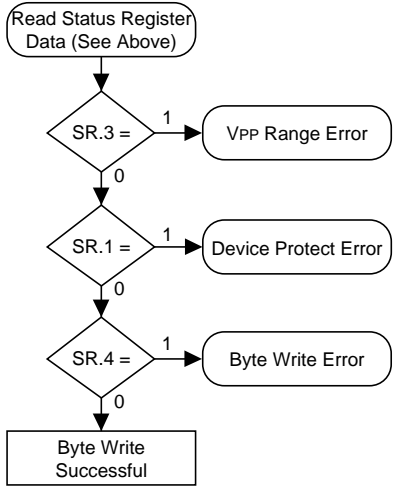 Read Status Register
Data (See Above)
SR.3 =
1
VPP Range Error
0
SR.1 =
1
Device Protect Error
0
SR.4 =
1
Byte Write Error
0
Byte Write
Successful